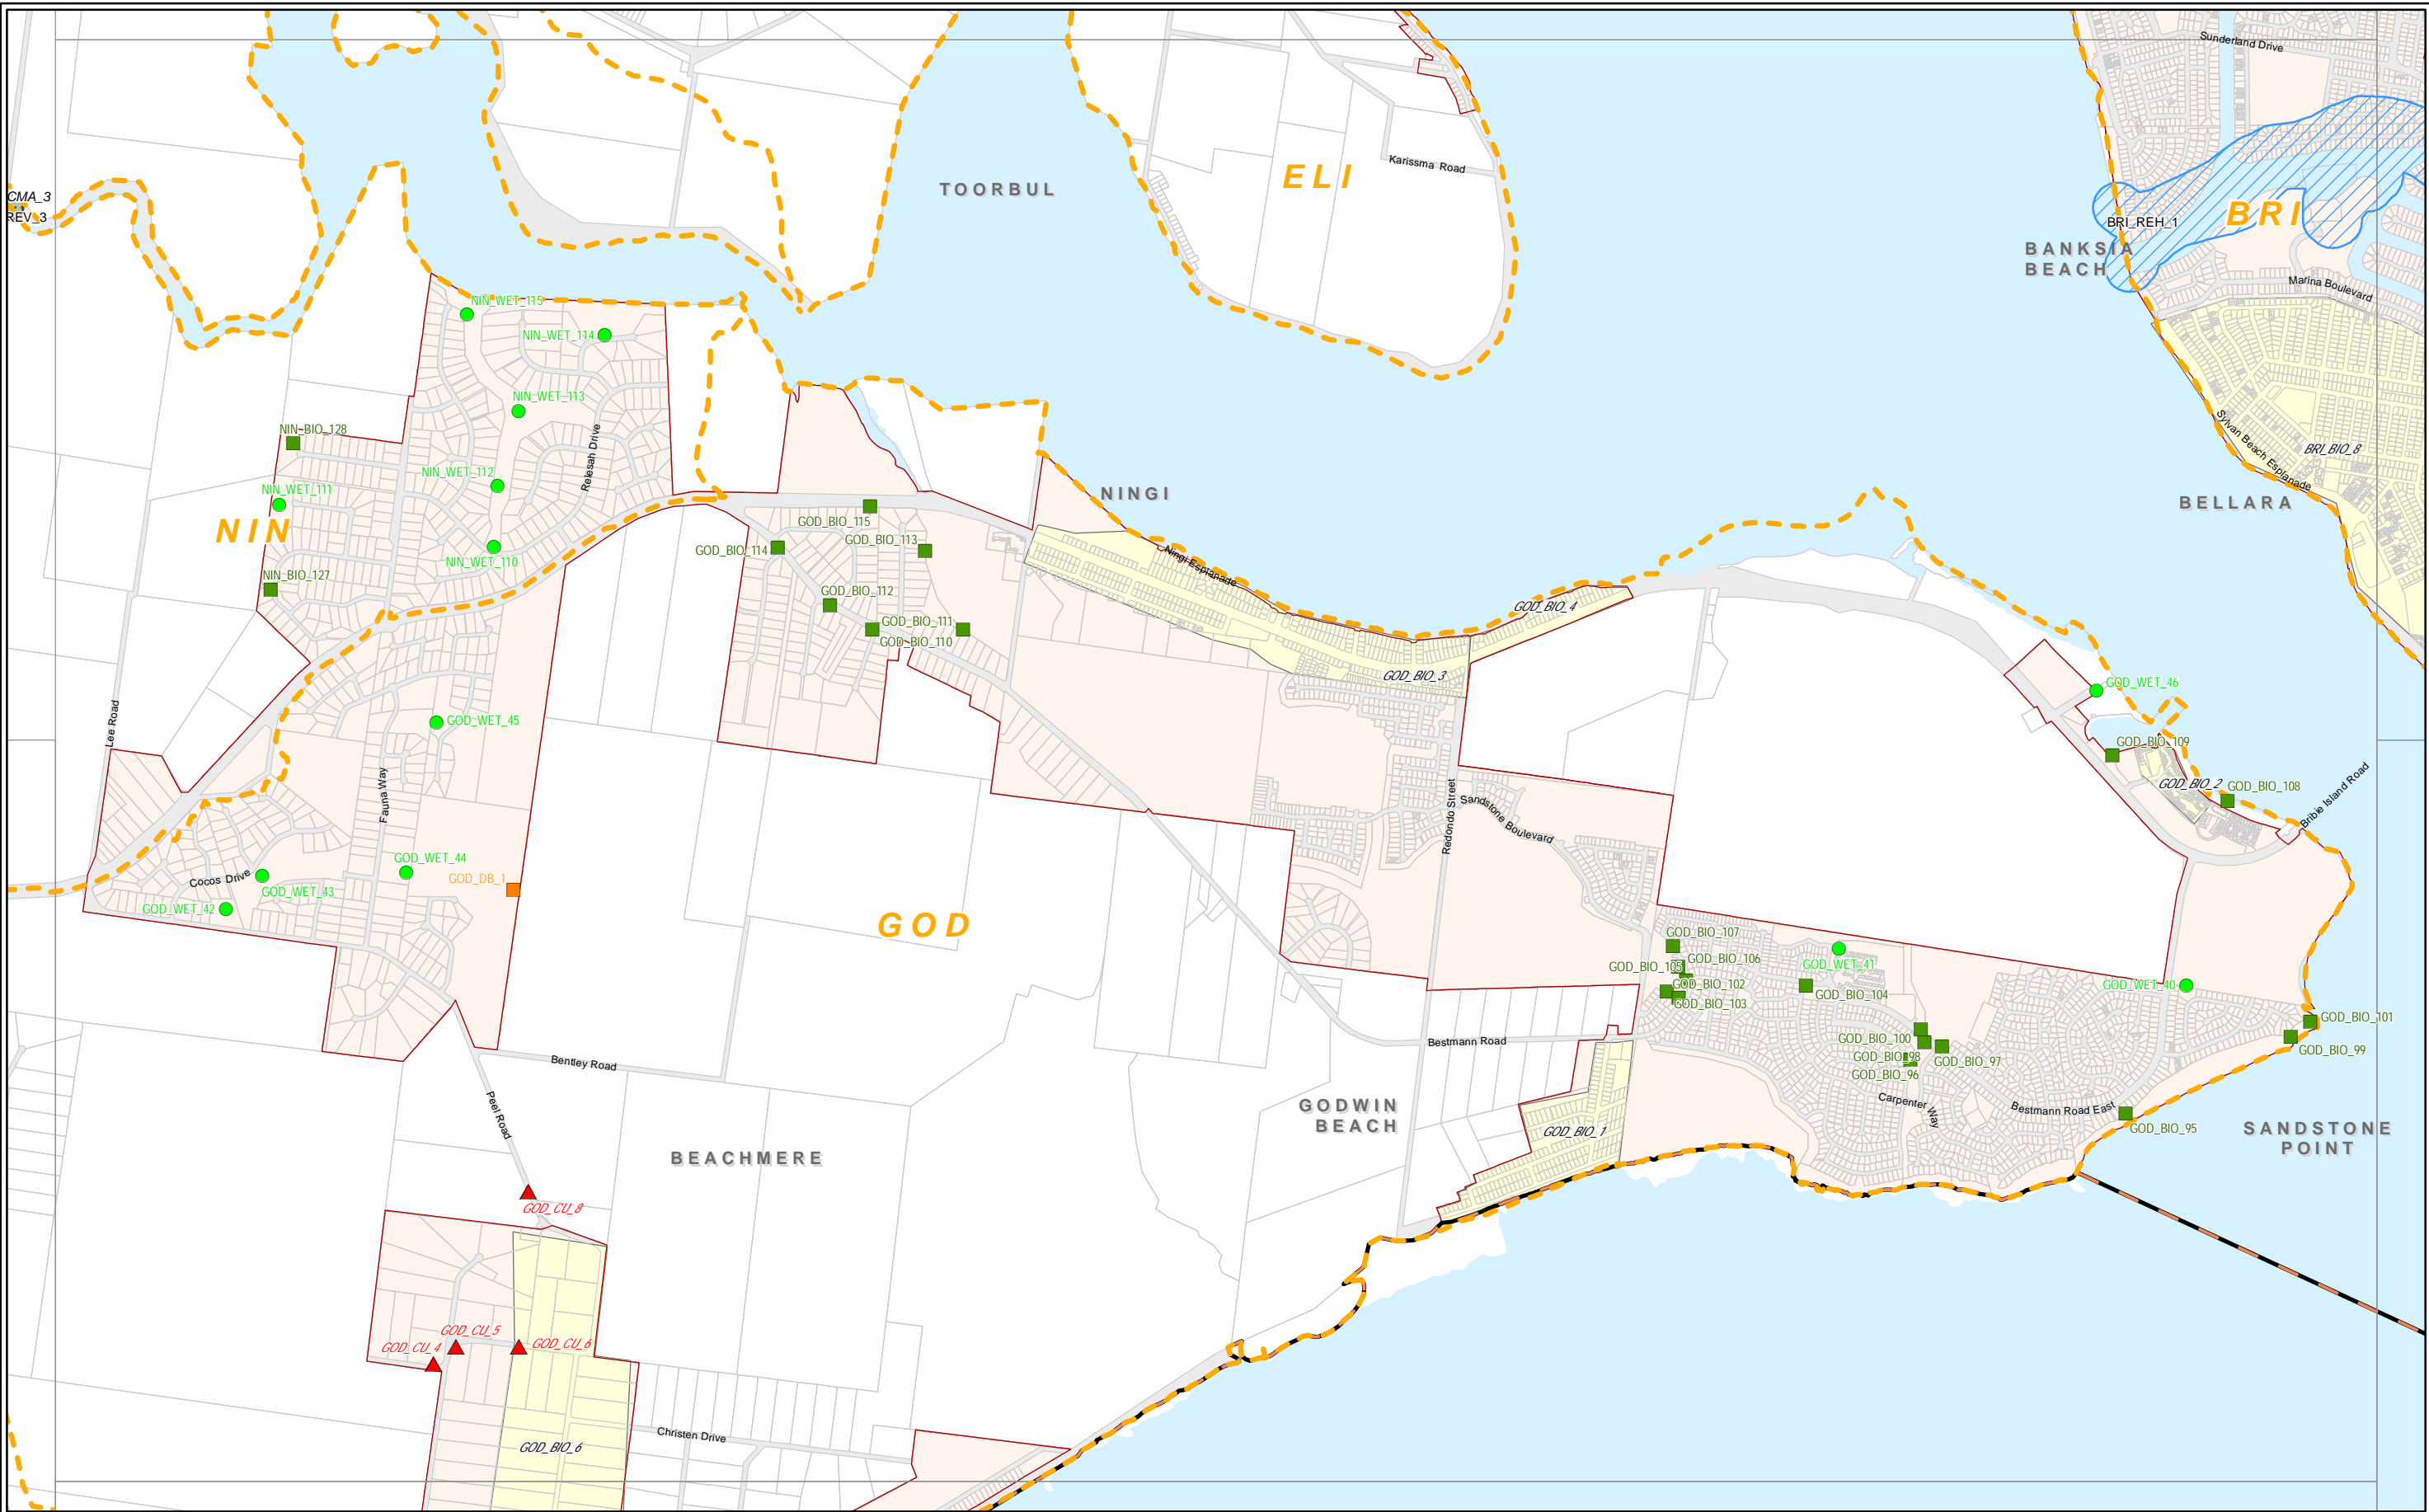 Sunderland Drive
Karissma Road
ELI
TOORBUL
CMA_3
REV_3
BRI
BRI_REH_1
BANKSIA
BEACH
Marina Boulevard
NIN_WET_115
NIN_WET_114
NIN_WET_113
NIN_BIO_128
Relesah Drive
NIN_WET_112
NIN_WET_111
NIN
NIN_WET_110
NIN_BIO_127
Sylvan Beach Esplanade
BRI_BIO_8
BELLARA
NINGI
GOD_BIO_115
GOD_BIO_113
GOD_BIO_114
Ningi Esplanade
GOD_BIO_112
GOD_BIO_111
GOD_BIO_110
GOD_BIO_4
GOD_BIO_3
GOD_WET_46
GOD_BIO_109
GOD_BIO_2
GOD_BIO_108
Bribie Island Road
Lee Road
GOD_WET_45
Fauna Way
Redondo Street
Sandstone Boulevard
GOD_WET_44
GOD_DB_1
Cocos Drive
GOD_WET_43
GOD_WET_42
GOD
GOD_BIO_107
GOD_BIO_106
GOD_BIO_105
GOD_BIO_102
GOD_BIO_103
GOD_WET_41
GOD_BIO_104
GOD_WET_40
GOD_BIO_101
GOD_BIO_99
GOD_BIO_100
GOD_BIO_98
GOD_BIO_97
GOD_BIO_96
Bestmann Road
Bentley Road
Peel Road
GODWIN
BEACH
Carpenter Way
Bestmann Road East
GOD_BIO_95
GOD_BIO_1
SANDSTONE
POINT
BEACHMERE
GOD_CU_8
GOD_CU_5
GOD_CU_4
GOD_CU_6
GOD_BIO_6
Christen Drive